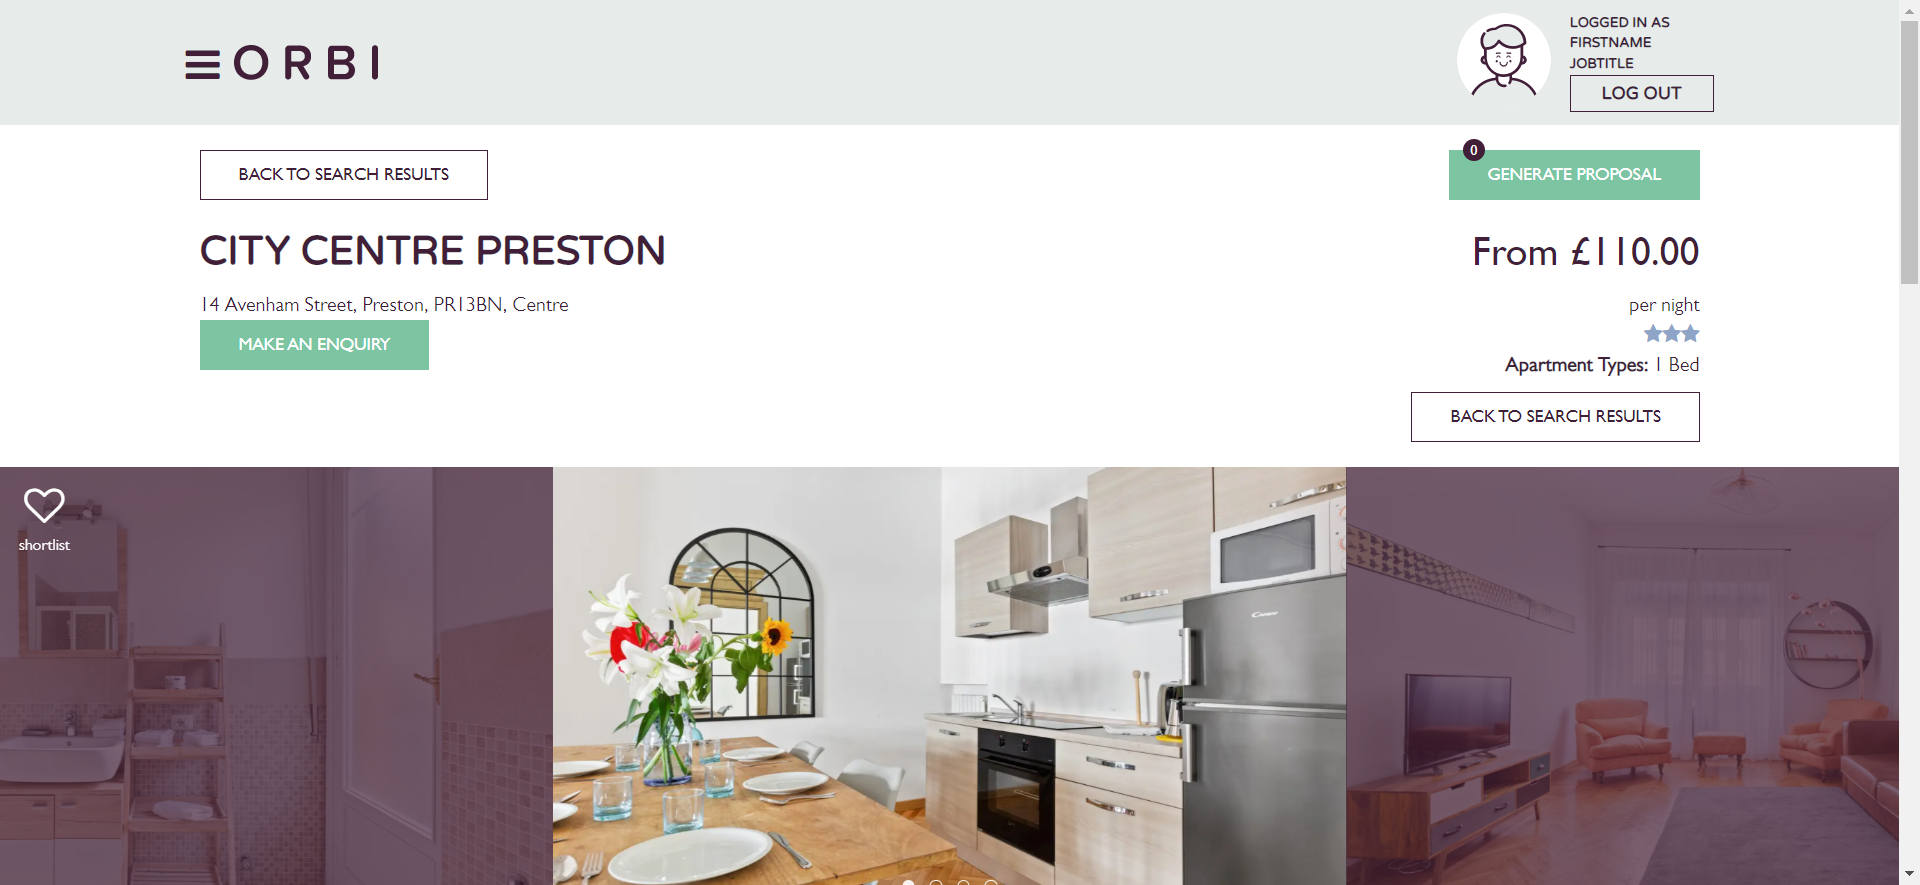 ORBI
LOGGED IN AS
FIRSTNAME
JOBTITLE
LOG OUT
BACK TO SEARCH RESULTS
0
GENERATE PROPOSAL
CITY CENTRE PRESTON
From £110.00
14 Avenham Street, Preston, PR13BN, Centre
per night
MAKE AN ENQUIRY
Apartment Types: 1 Bed
BACK TO SEARCH RESULTS
shortlist